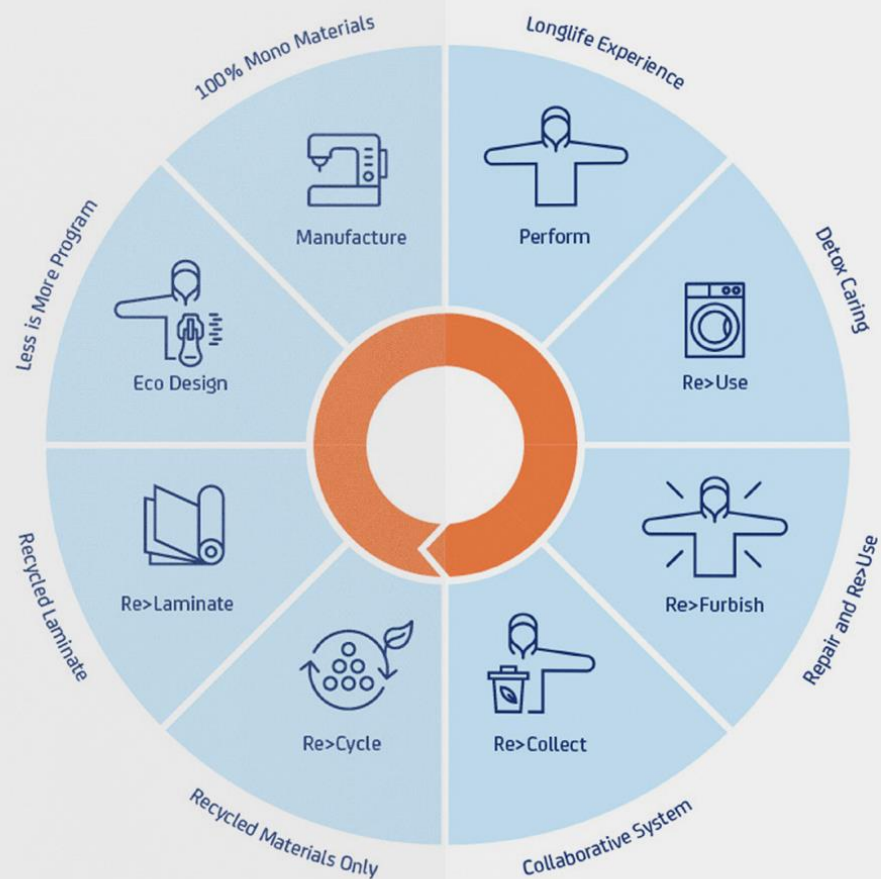 Longlife Experience
Perform
Detox Caring
Re>Use
Repair and Re>Use
Re>Furbish
Collaborative System
Re>Collect
Recycled Materials Only
Re>Cycle
Recycled Laminate
Re>Laminate
Less is More Program
Eco Design
100% Mono Materials
Manufacture